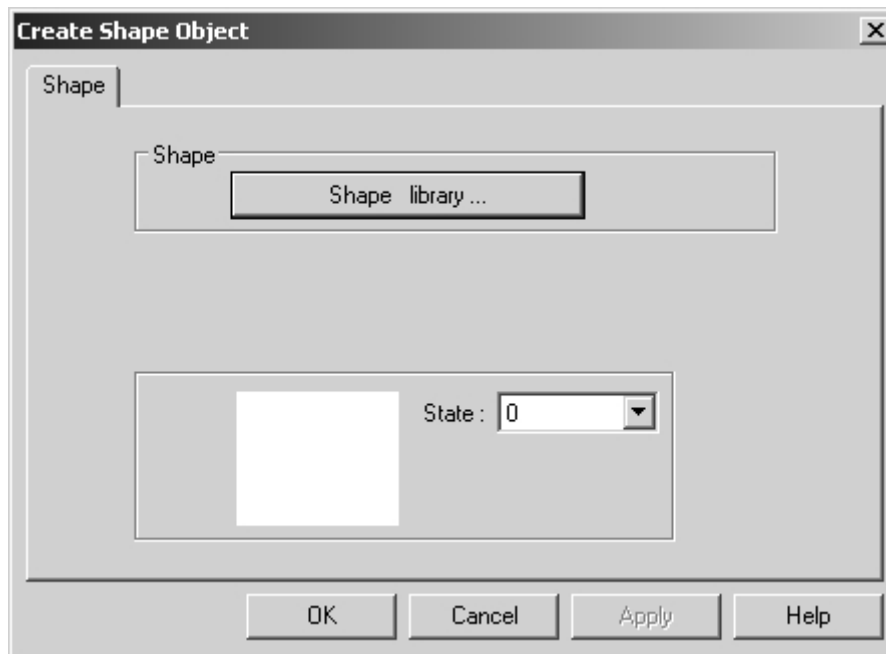 Create Shape Object
Shape
Shape
Shape library ...
State : 0
OK Cancel Apply Help